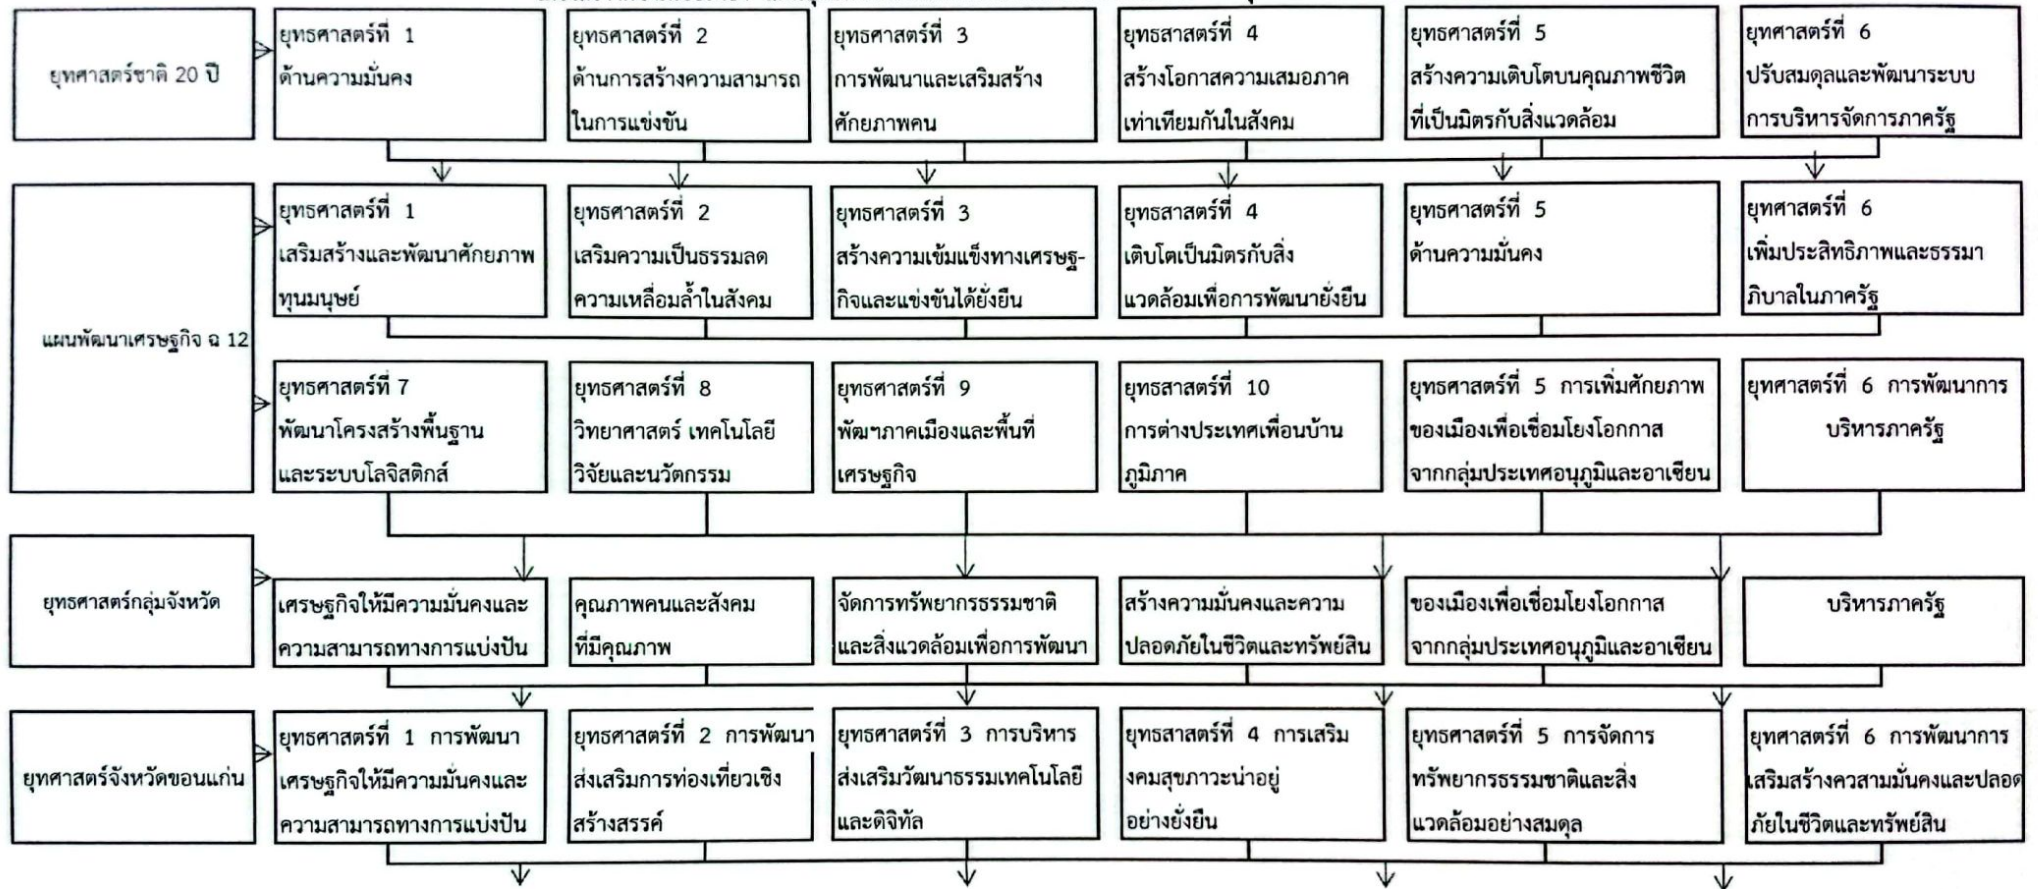 ยุทศาสตร์ชาติ 20 ปี
ยุทธศาสตร์ที่ 1
ด้านความมั่นคง
ยุทธศาสตร์ที่ 2
ด้านการสร้างความสามารถ
ในการแข่งขัน
ยุทธศาสตร์ที่ 3
การพัฒนาและเสริมสร้าง
ศักยภาพคน
ยุทธสาสตร์ที่ 4
สร้างโอกาสความเสมอภาค
เท่าเทียมกันในสังคม
ยุทธศาสตร์ที่ 5
สร้างความเติบโตบนคุณภาพชีวิต
ที่เป็นมิตรกับสิ่งแวดล้อม
ยุทศาสตร์ที่ 6
ปรับสมดุลและพัฒนาระบบ
การบริหารจัดการภาครัฐ
แผนพัฒนาเศรษฐกิจ ฉ 12
ยุทธศาสตร์ที่ 1
เสริมสร้างและพัฒนาศักยภาพ
ทุนมนุษย์
ยุทธศาสตร์ที่ 2
เสริมความเป็นธรรมลด
ความเหลื่อมล้ำในสังคม
ยุทธศาสตร์ที่ 3
สร้างความเข้มแข็งทางเศรษฐ-
กิจและแข่งขันได้ยั่งยืน
ยุทธสาสตร์ที่ 4
เติบโตเป็นมิตรกับสิ่ง
แวดล้อมเพื่อการพัฒนายั่งยืน
ยุทธศาสตร์ที่ 5
ด้านความมั่นคง
ยุทศาสตร์ที่ 6
เพิ่มประสิทธิภาพและธรรมา
ภิบาลในภาครัฐ
ยุทธศาสตร์ที่ 7
พัฒนาโครงสร้างพื้นฐาน
และระบบโลจิสติกส์
ยุทธศาสตร์ที่ 8
วิทยาศาสตร์ เทคโนโลยี
วิจัยและนวัตกรรม
ยุทธศาสตร์ที่ 9
พัฒฯภาคเมืองและพื้นที่
เศรษฐกิจ
ยุทธสาสตร์ที่ 10
การต่างประเทศเพื่อนบ้าน
ภูมิภาค
ยุทธศาสตร์ที่ 5 การเพิ่มศักยภาพ
ของเมืองเพื่อเชื่อมโยงโอกกาส
จากกลุ่มประเทศอนุภูมิและอาเซียน
ยุทศาสตร์ที่ 6 การพัฒนาการ
บริหารภาครัฐ
ยุทธศาสตร์กลุ่มจังหวัด
เศรษฐกิจให้มีความมั่นคงและ
ความสามารถทางการแบ่งปัน
คุณภาพคนและสังคม
ที่มีคุณภาพ
จัดการทรัพยากรธรรมชาติ
และสิ่งแวดล้อมเพื่อการพัฒนา
สร้างความมั่นคงและความ
ปลอดภัยในชีวิตและทรัพย์สิน
ของเมืองเพื่อเชื่อมโยงโอกกาส
จากกลุ่มประเทศอนุภูมิและอาเซียน
บริหารภาครัฐ
ยุทศาสตร์จังหวัดขอนแก่น
ยุทธศาสตร์ที่ 1 การพัฒนา
เศรษฐกิจให้มีความมั่นคงและ
ความสามารถทางการแบ่งปัน
ยุทธศาสตร์ที่ 2 การพัฒนา
ส่งเสริมการท่องเที่ยวเชิง
สร้างสรรค์
ยุทธศาสตร์ที่ 3 การบริหาร
ส่งเสริมวัฒนาธรรมเทคโนโลยี
และดิจิทัล
ยุทธสาสตร์ที่ 4 การเสริม
งคมสุขภาวะน่าอยู่
อย่างยั่งยืน
ยุทธศาสตร์ที่ 5 การจัดการ
ทรัพยากรธรรมชาติและสิ่ง
แวดล้อมอย่างสมดุล
ยุทศาสตร์ที่ 6 การพัฒนาการ
เสริมสร้างควสามมั่นคงและปลอด
ภัยในชีวิตและทรัพย์สิน